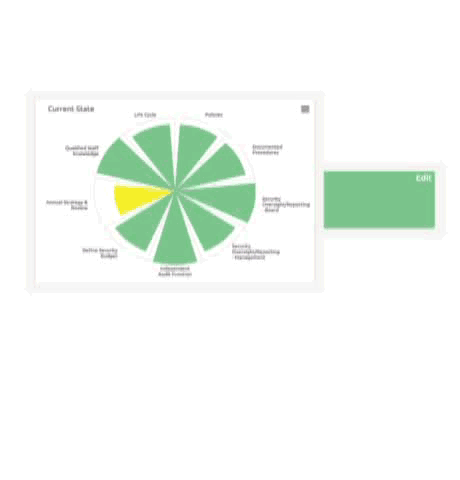 Current State
Life Cycle
Policies
Qualified Staff
Knowledge
Documented
Procedures
Annual Strategy &
Review
Security
Oversight/Reporting
Board
Define Security
Budget
Security
Oversight/Reporting
Management
Independent
Audit Function
Edit